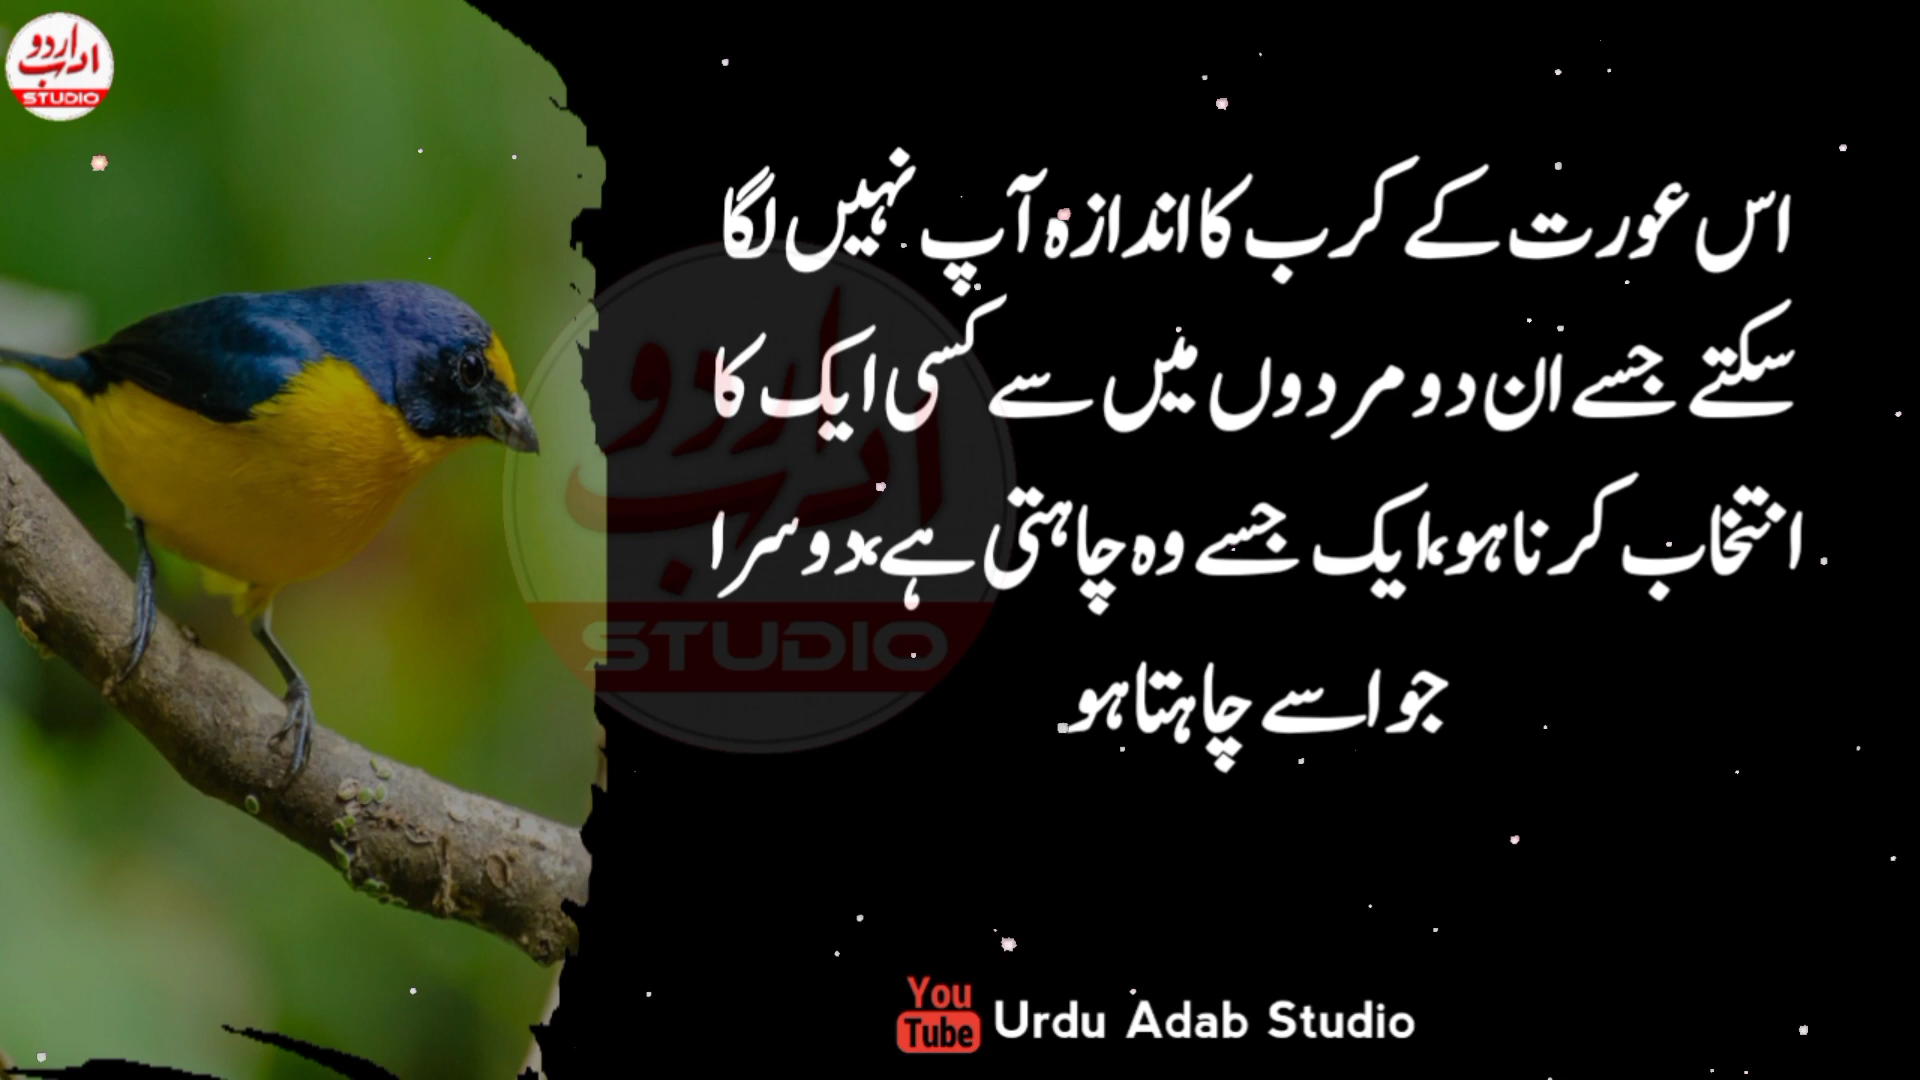 اردو
ادب
STUDIO
اس عورت کے کرب کا اندازہ آپ نہیں لگا
سکتے جسے ان دو مردوں میں سے کسی ایک کا
انتخاب کرنا ہو،ایک جسے وہ چاہتی ہے،دوسرا
جو اسے چاہتا ہو
اردو
ادب
STUDIO
You
Tube
Urdu Adab Studio